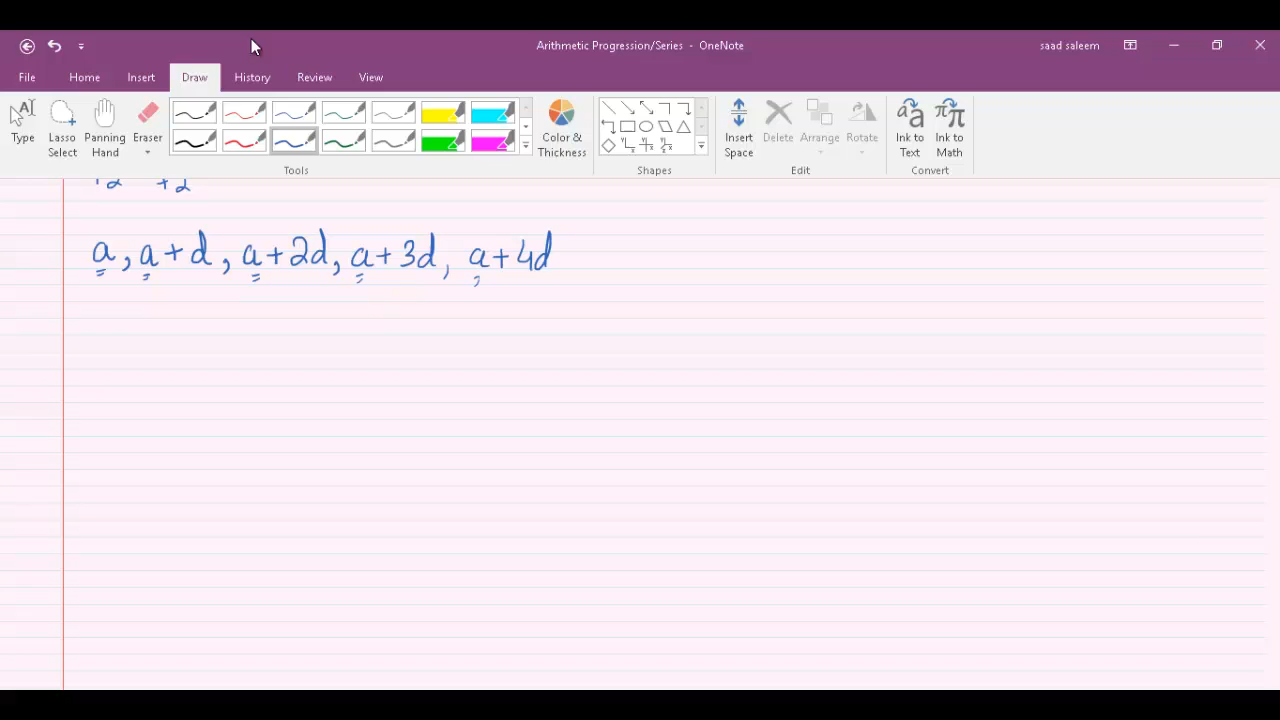 Arithmetic Progression/Series - OneNote
saad saleem
File Home Insert Draw History Review View
Type Lasso Select Panning Hand Eraser Color & Thickness Insert Space Delete Arrange Rotate Ink to Text Ink to Math
Tools Shapes Edit Convert
+2 +2
a, a+d, a+2d, a+3d, a+4d